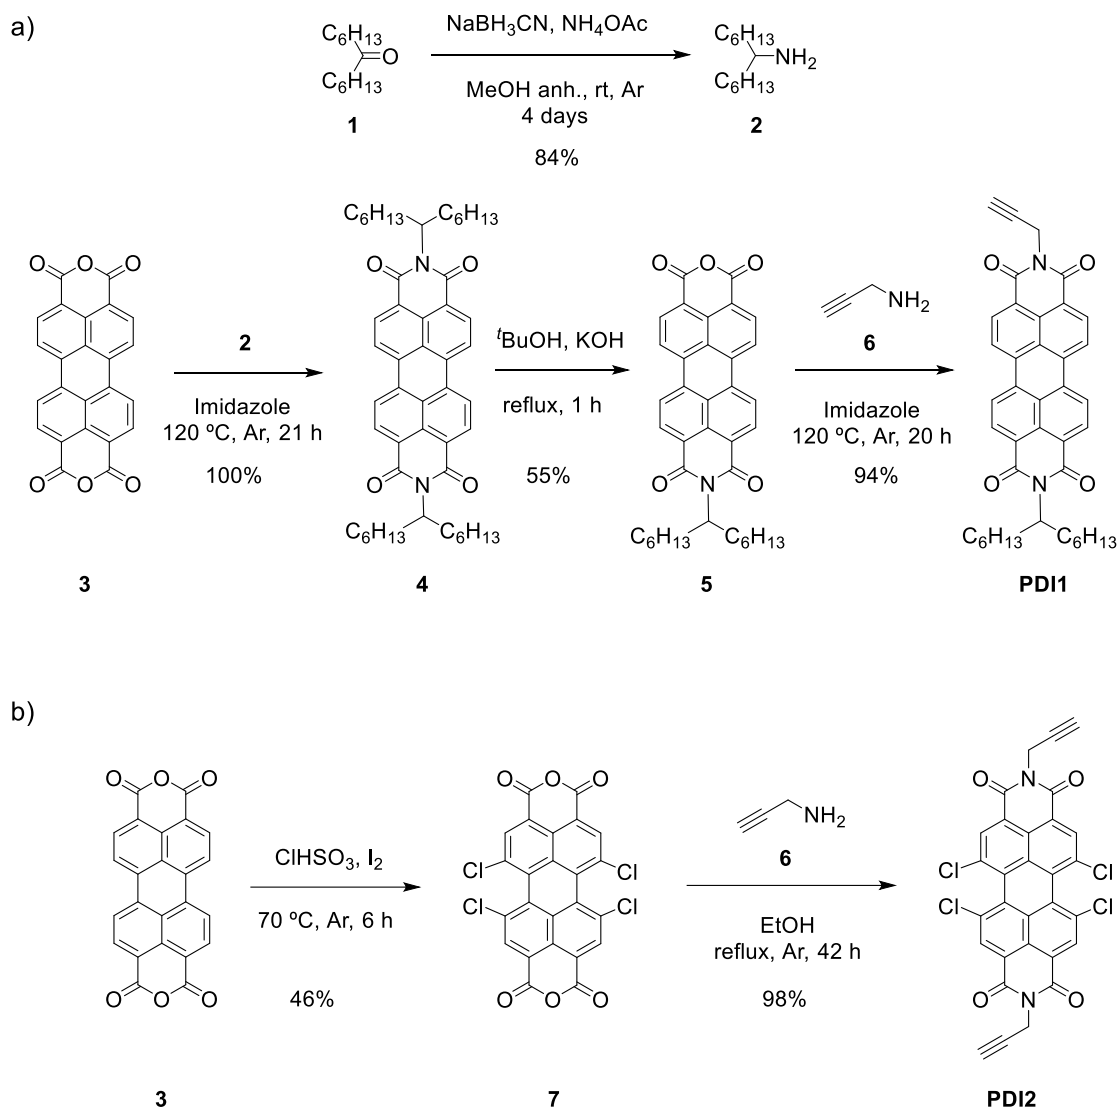 a)
NaBH₃CN, NH₄OAc
C₆H₁₃
C₆H₁₃
O
C₆H₁₃
C₆H₁₃
NH₂
MeOH anh., rt, Ar
4 days
1
2
84%
C₆H₁₃ C₆H₁₃
O O O
N
O O
O O O
N
O O
NH₂
2
ᵗBuOH, KOH
6
Imidazole
120 ºC, Ar, 21 h
reflux, 1 h
Imidazole
120 ºC, Ar, 20 h
100%
55%
94%
O O O
O O
N
O O
N
O O
N
C₆H₁₃ C₆H₁₃
C₆H₁₃ C₆H₁₃
C₆H₁₃ C₆H₁₃
3
4
5
PDI1
b)
O O O
O O O
N
O O
NH₂
ClHSO₃, I₂
6
Cl Cl
Cl Cl
Cl Cl
Cl Cl
70 ºC, Ar, 6 h
EtOH
reflux, Ar, 42 h
46%
98%
O O O
O O O
O O
N
3
7
PDI2